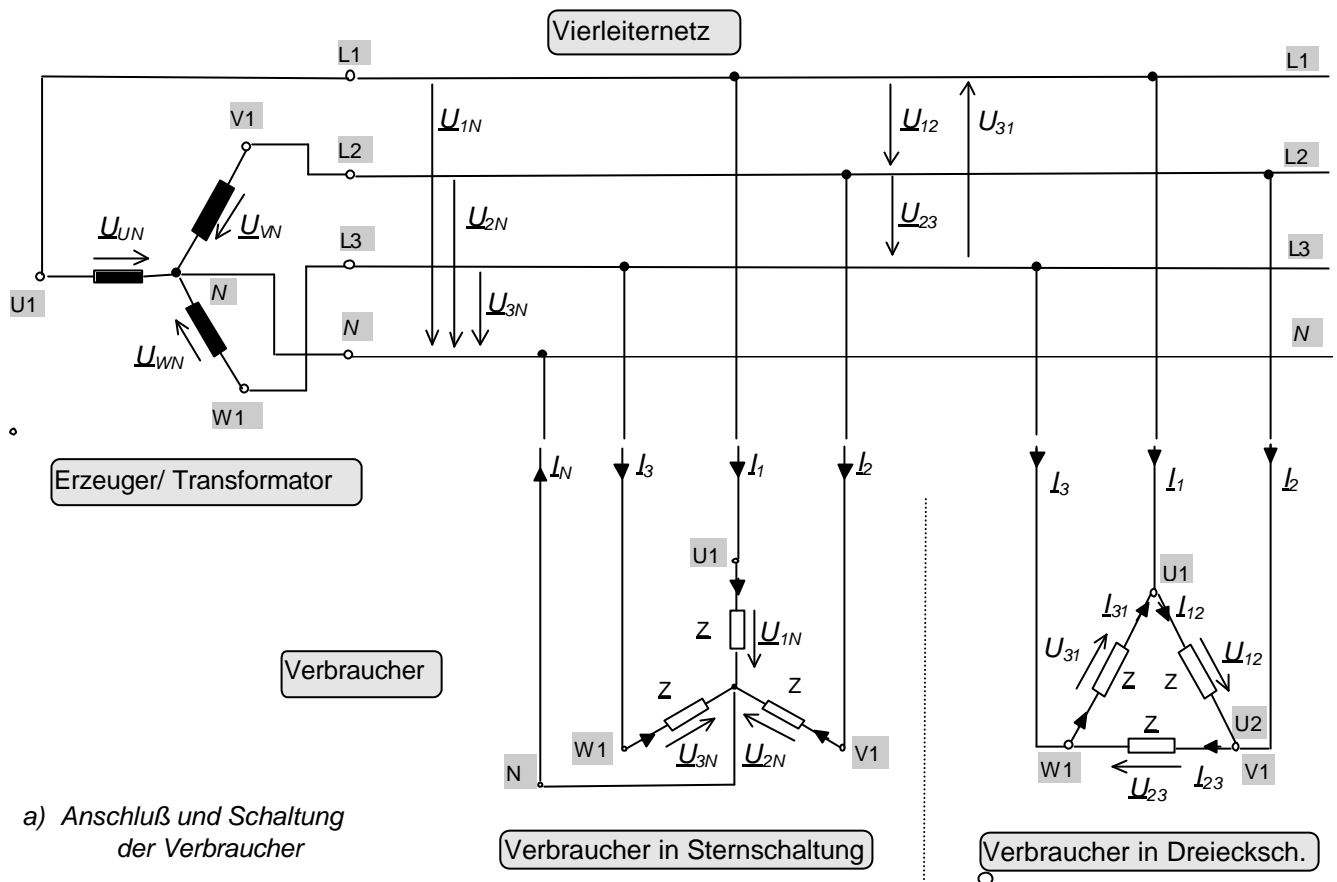 Vierleiternetz
L1
L1
U1N
U12
U31
V1
L2
L2
U2N
U23
UUN
UVN
L3
L3
U1
N
U3N
N
N
UWN
W1
Erzeuger/ Transformator
IN
I3
I1
I2
I3
I1
I2
U1
U1
Z
U1N
I31
I12
Verbraucher
U31
Z
Z
U12
Z
Z
U2
W1
U3N
U2N
V1
Z
W1
V1
N
U23
I23
a) Anschluß und Schaltung
der Verbraucher
Verbraucher in Sternschaltung
Verbraucher in Dreiecksch.